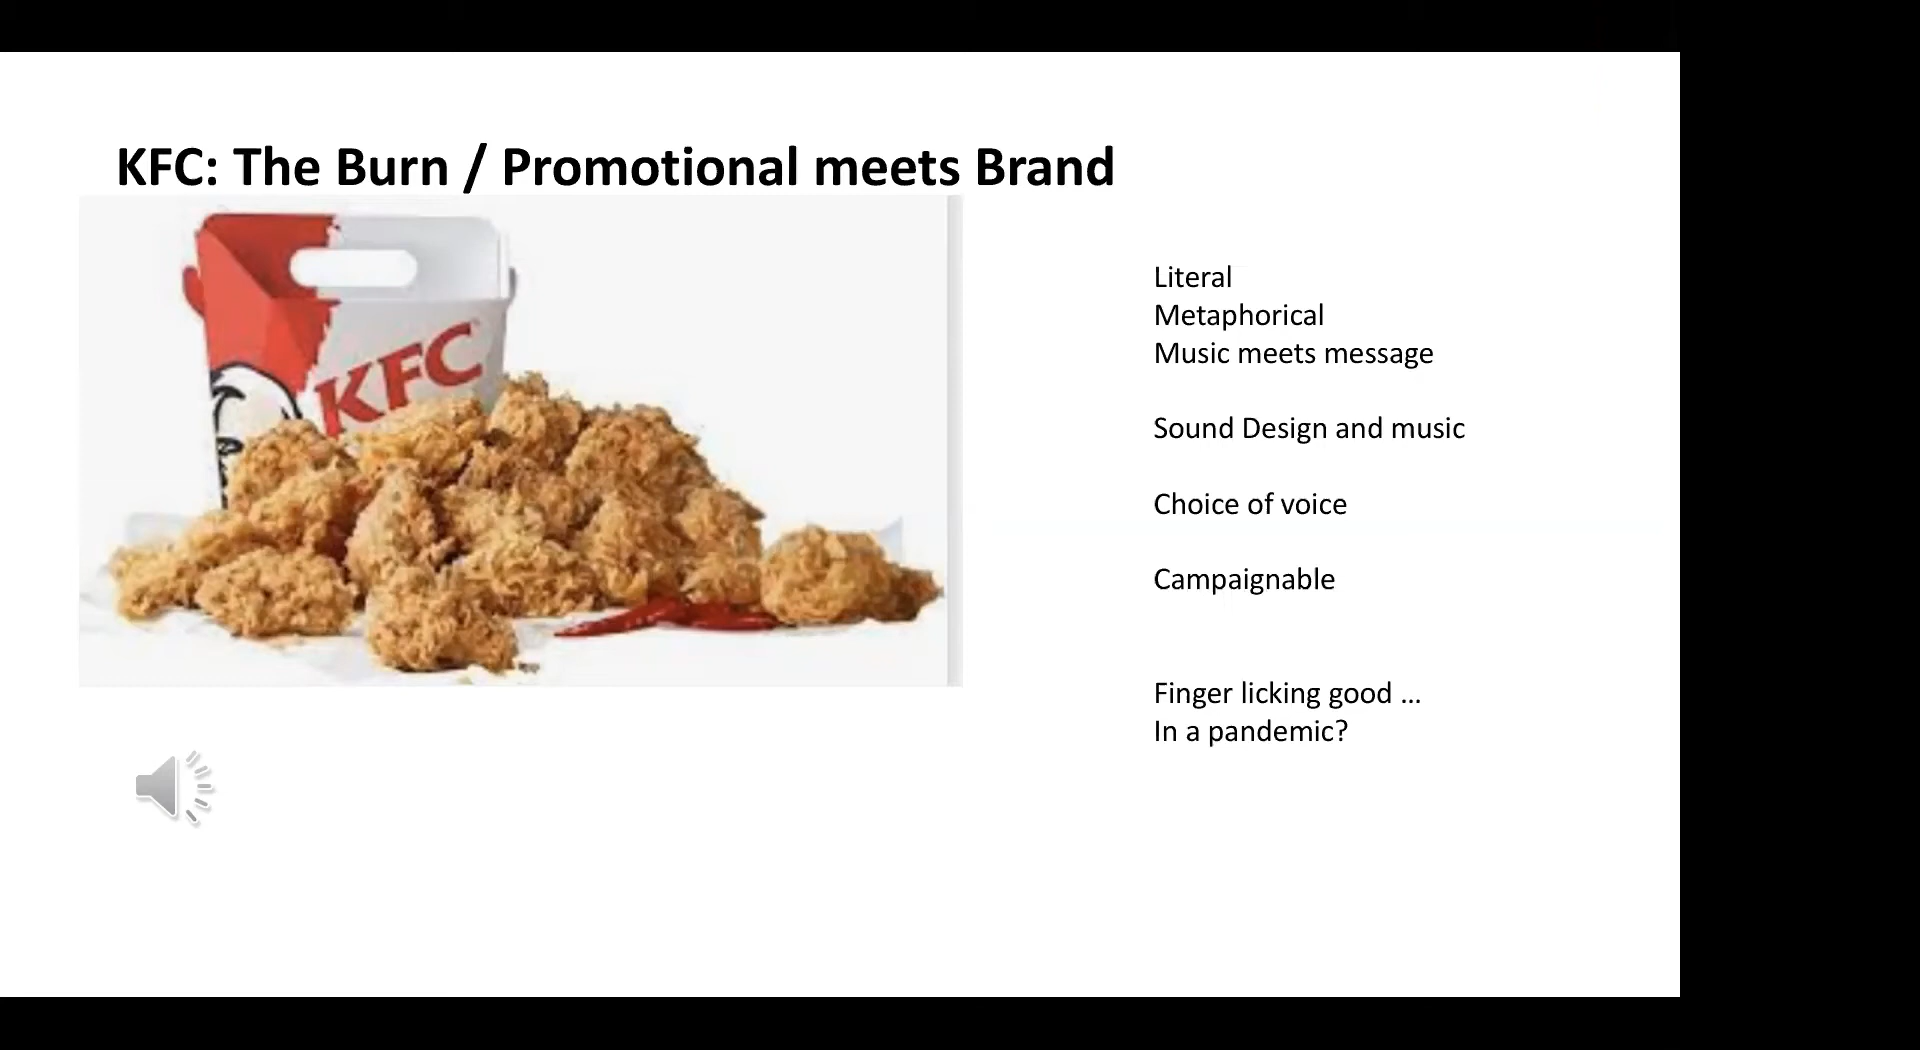 KFC: The Burn / Promotional meets Brand
KFC
Literal
Metaphorical
Music meets message
Sound Design and music
Choice of voice
Campaignable
Finger licking good ...
In a pandemic?